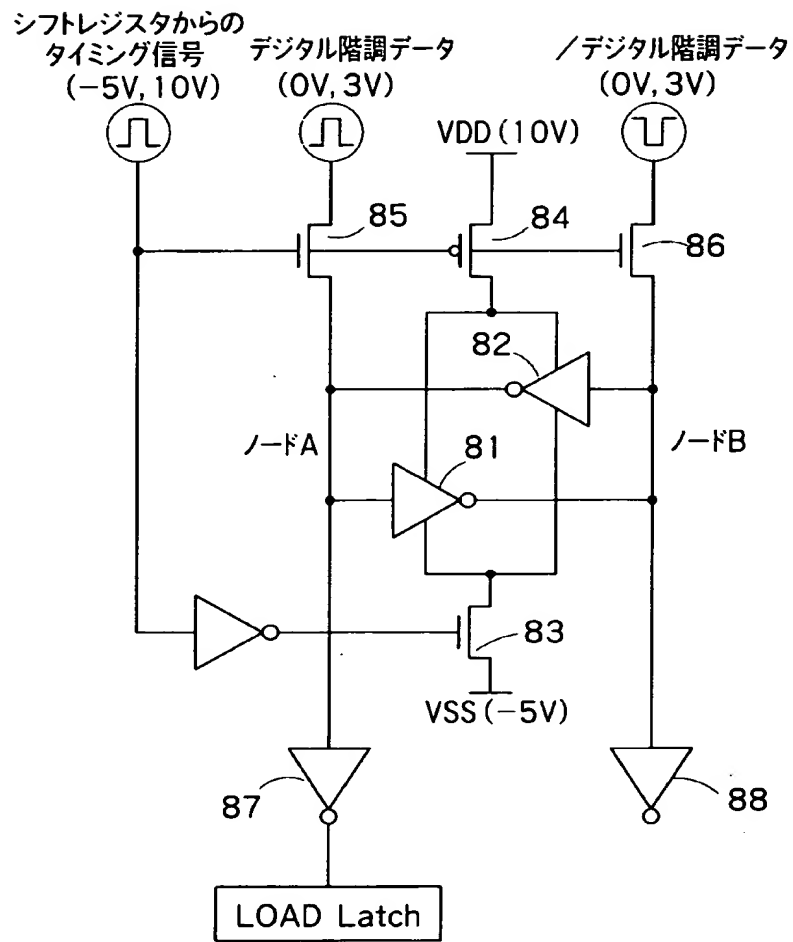 シフトレジスタからの
タイミング信号
(−5V,10V)
デジタル階調データ
(0V,3V)
／デジタル階調データ
(0V,3V)
VDD(10V)
85
84
86
82
ノードA
81
ノードB
83
VSS(−5V)
87
88
LOAD Latch